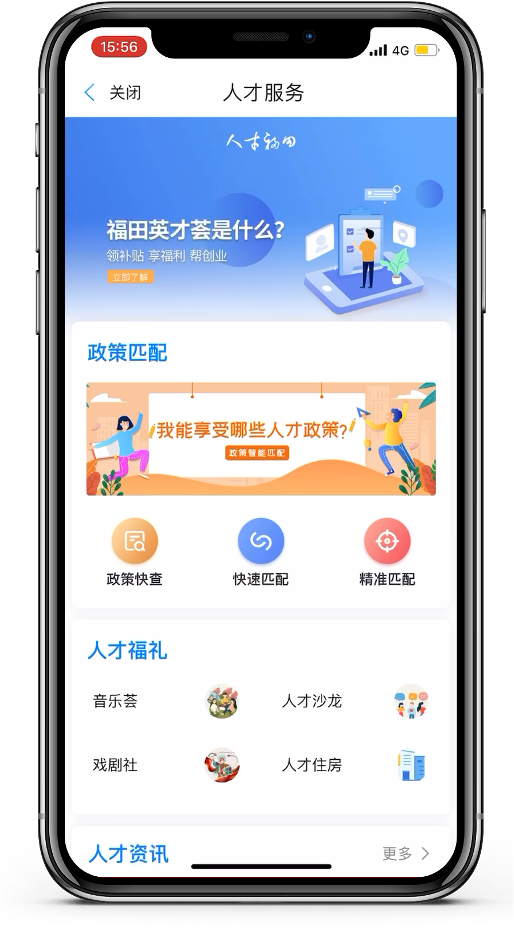 15:56
4G
关闭
人才服务
人才福田
福田英才荟是什么？
领补贴 享福利 帮创业
立即了解
政策匹配
我能享受哪些人才政策？
政策智能匹配
政策快查
快速匹配
精准匹配
人才福礼
音乐荟
人才沙龙
戏剧社
人才住房
人才资讯
更多